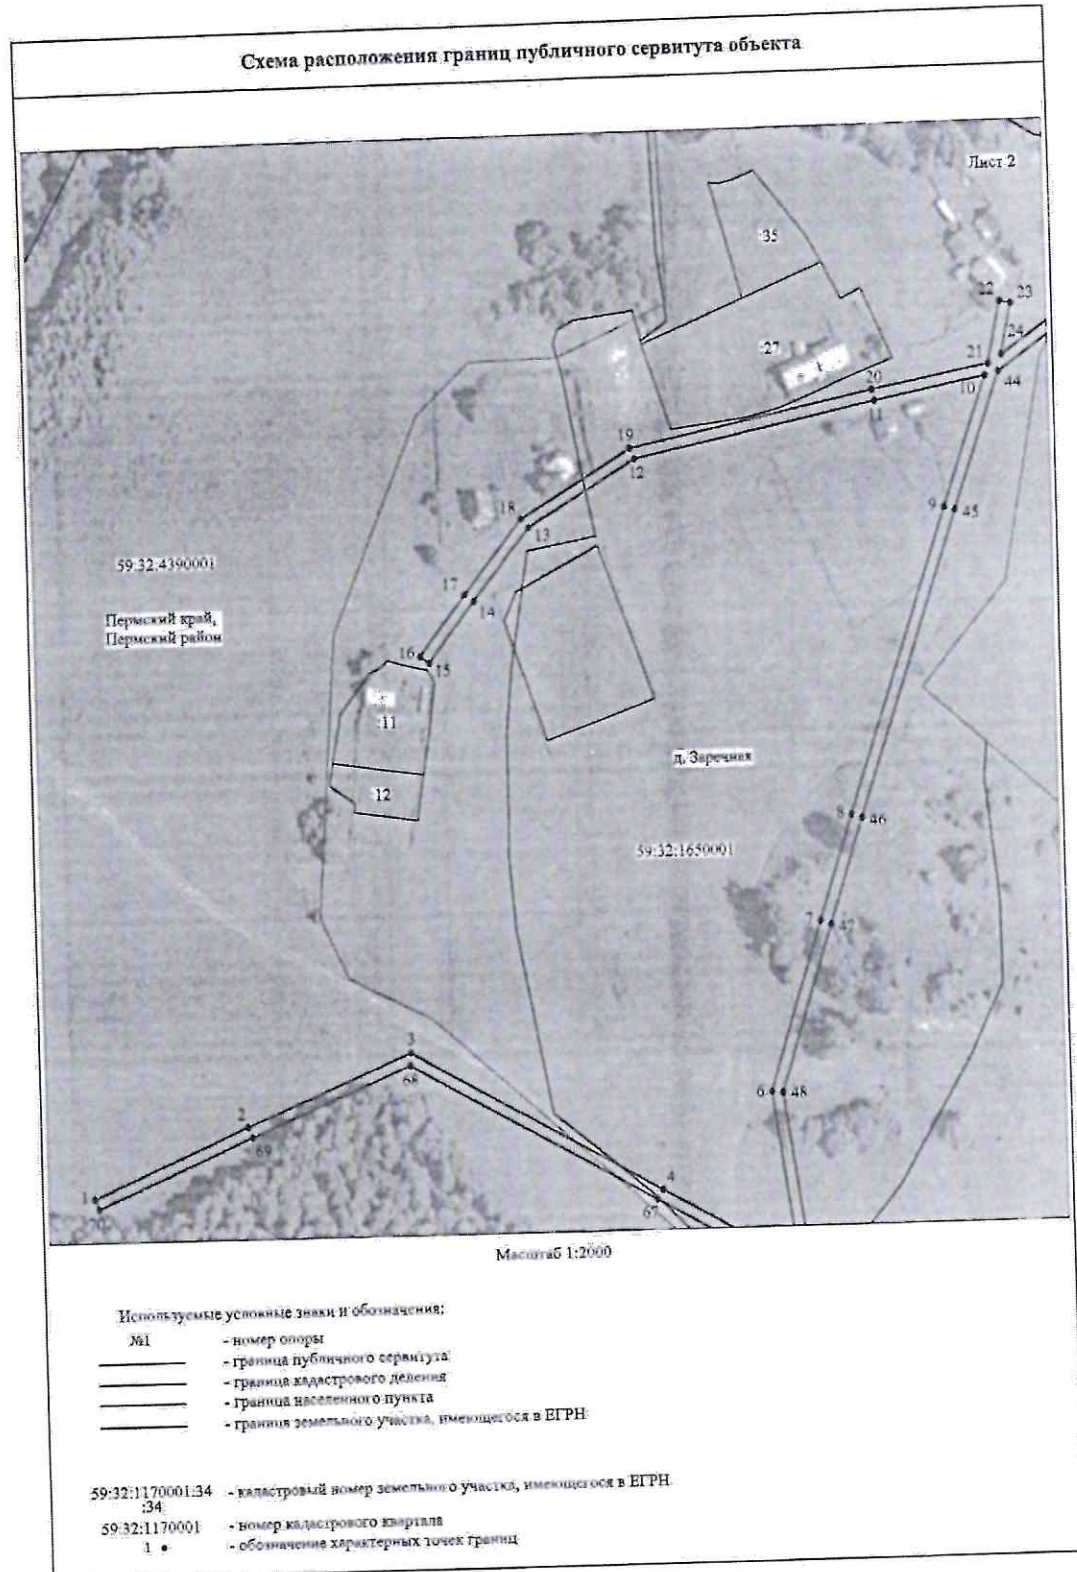 Схема расположения границ публичного сервитута объекта
Лист 2
:35
22
23
24
:27
21
20
10
44
11
19
12
18
9
45
13
59:32:4390001
17
14
Пермский край,
Пермский район
16
15
:11
д. Заречная
:12
8
46
59:32:1650001
7
47
3
68
6
48
2
69
4
1
67
70
Масштаб 1:2000
Используемые условные знаки и обозначения:
№1 - номер опоры
- граница публичного сервитута
- граница кадастрового деления
- граница населенного пункта
- граница земельного участка, имеющегося в ЕГРН
59:32:1170001:34 - кадастровый номер земельного участка, имеющегося в ЕГРН
:34
59:32:1170001 - номер кадастрового квартала
1 - обозначение характерных точек границ